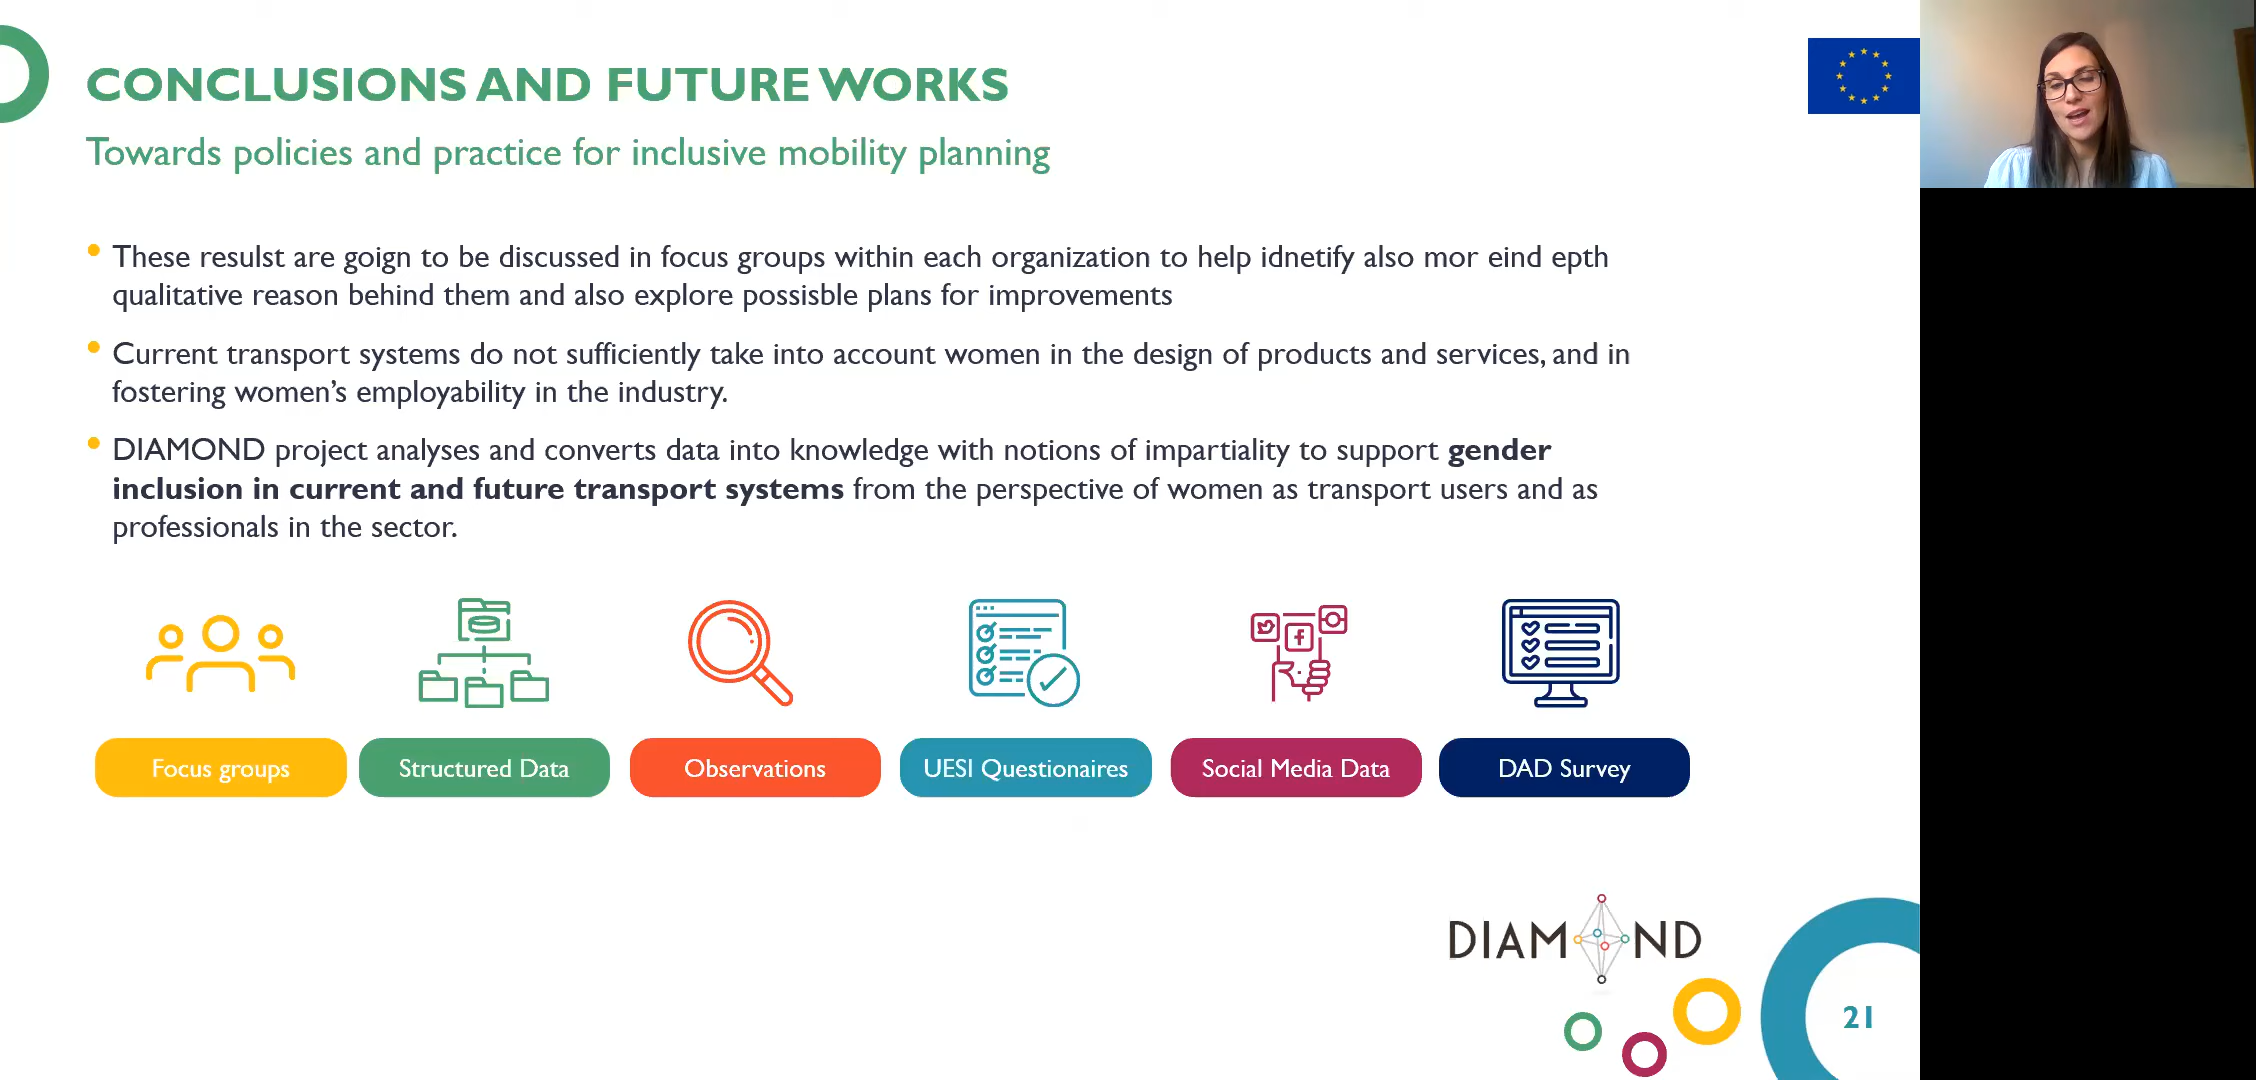 CONCLUSIONS AND FUTURE WORKS
Towards policies and practice for inclusive mobility planning
• These resulst are goign to be discussed in focus groups within each organization to help idnetify also mor eind epth
qualitative reason behind them and also explore possisble plans for improvements
• Current transport systems do not sufficiently take into account women in the design of products and services, and in
fostering women’s employability in the industry.
• DIAMOND project analyses and converts data into knowledge with notions of impartiality to support gender
inclusion in current and future transport systems from the perspective of women as transport users and as
professionals in the sector.
Focus groups
Structured Data
Observations
UESI Questionaires
Social Media Data
DAD Survey
DIAMOND
21